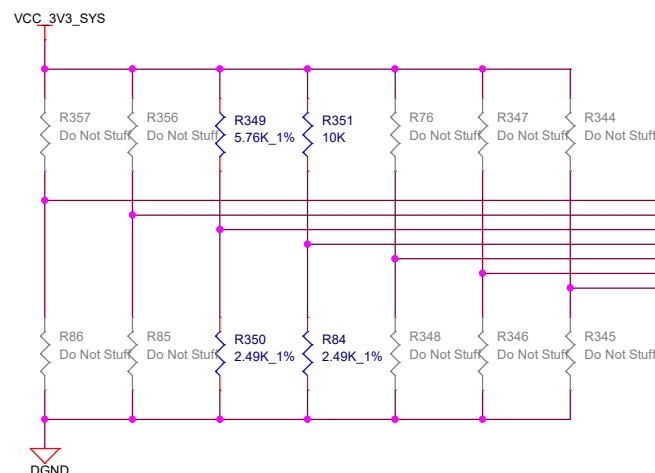 VCC_3V3_SYS
R357
Do Not Stuff
R356
Do Not Stuff
R349
5.76K_1%
R351
10K
R76
Do Not Stuff
R347
Do Not Stuff
R344
Do Not Stuff
R86
Do Not Stuff
R85
Do Not Stuff
R350
2.49K_1%
R84
2.49K_1%
R348
Do Not Stuff
R346
Do Not Stuff
R345
Do Not Stuff
DGND